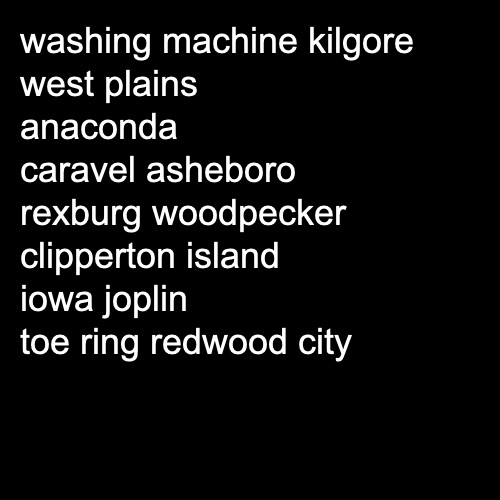 washing machine kilgore
west plains
anaconda
caravel asheboro
rexburg woodpecker
clipperton island
iowa joplin
toe ring redwood city